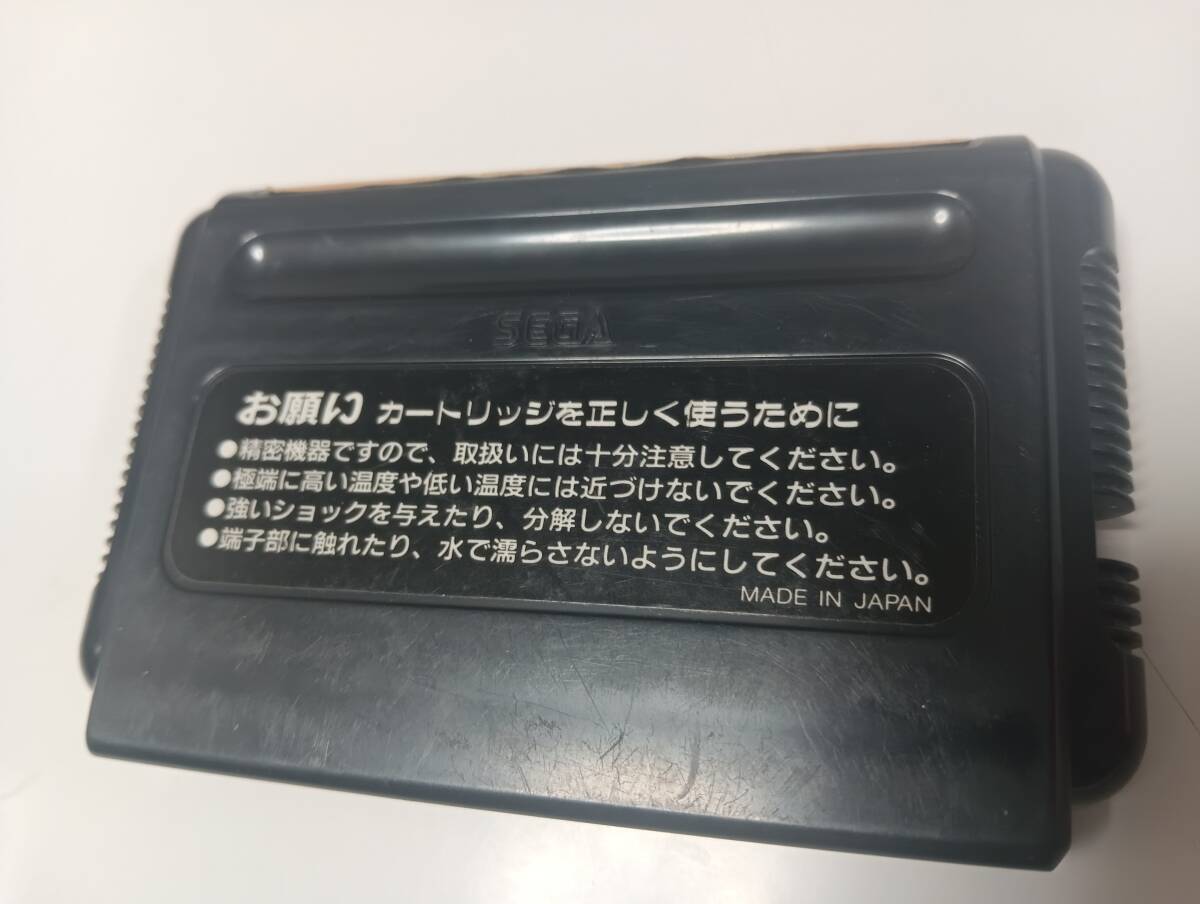 SEGA
お願い カートリッジを正しく使うために
●精密機器ですので、取扱いには十分注意してください。
●極端に高い温度や低い温度には近づけないでください。
●強いショックを与えたり、分解しないでください。
●端子部に触れたり、水で濡らさないようにしてください。
MADE IN JAPAN